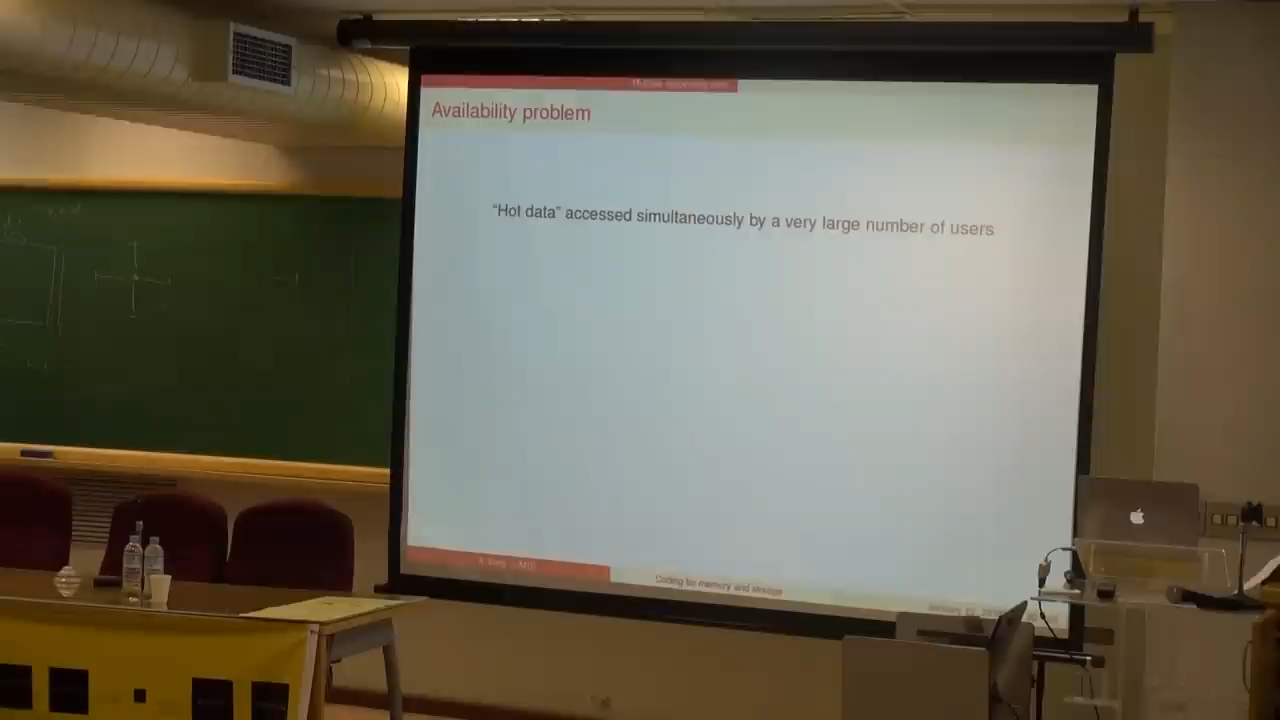 Availability problem
“Hot data” accessed simultaneously by a very large number of users
Coding for memory and storage